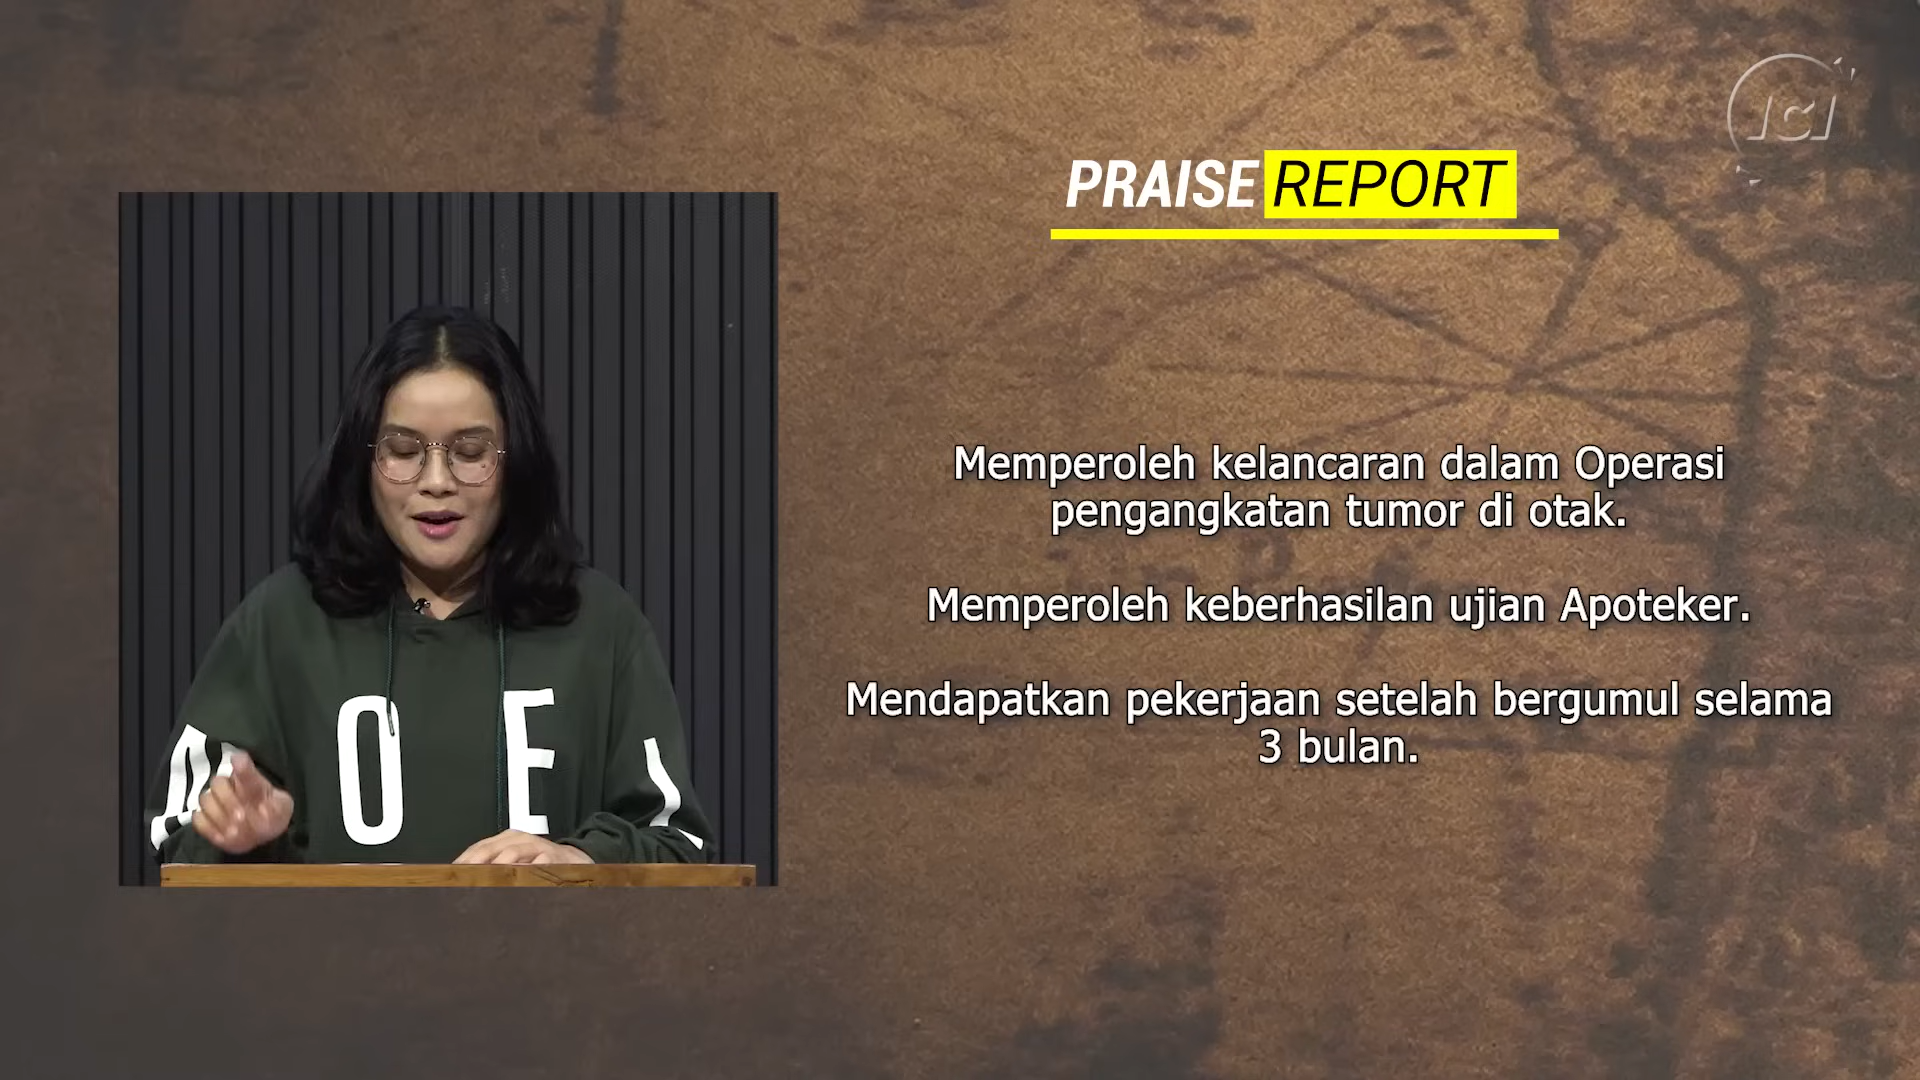 ICI
PRAISE REPORT
Memperoleh kelancaran dalam Operasi
pengangkatan tumor di otak.
Memperoleh keberhasilan ujian Apoteker.
Mendapatkan pekerjaan setelah bergumul selama
3 bulan.
O E